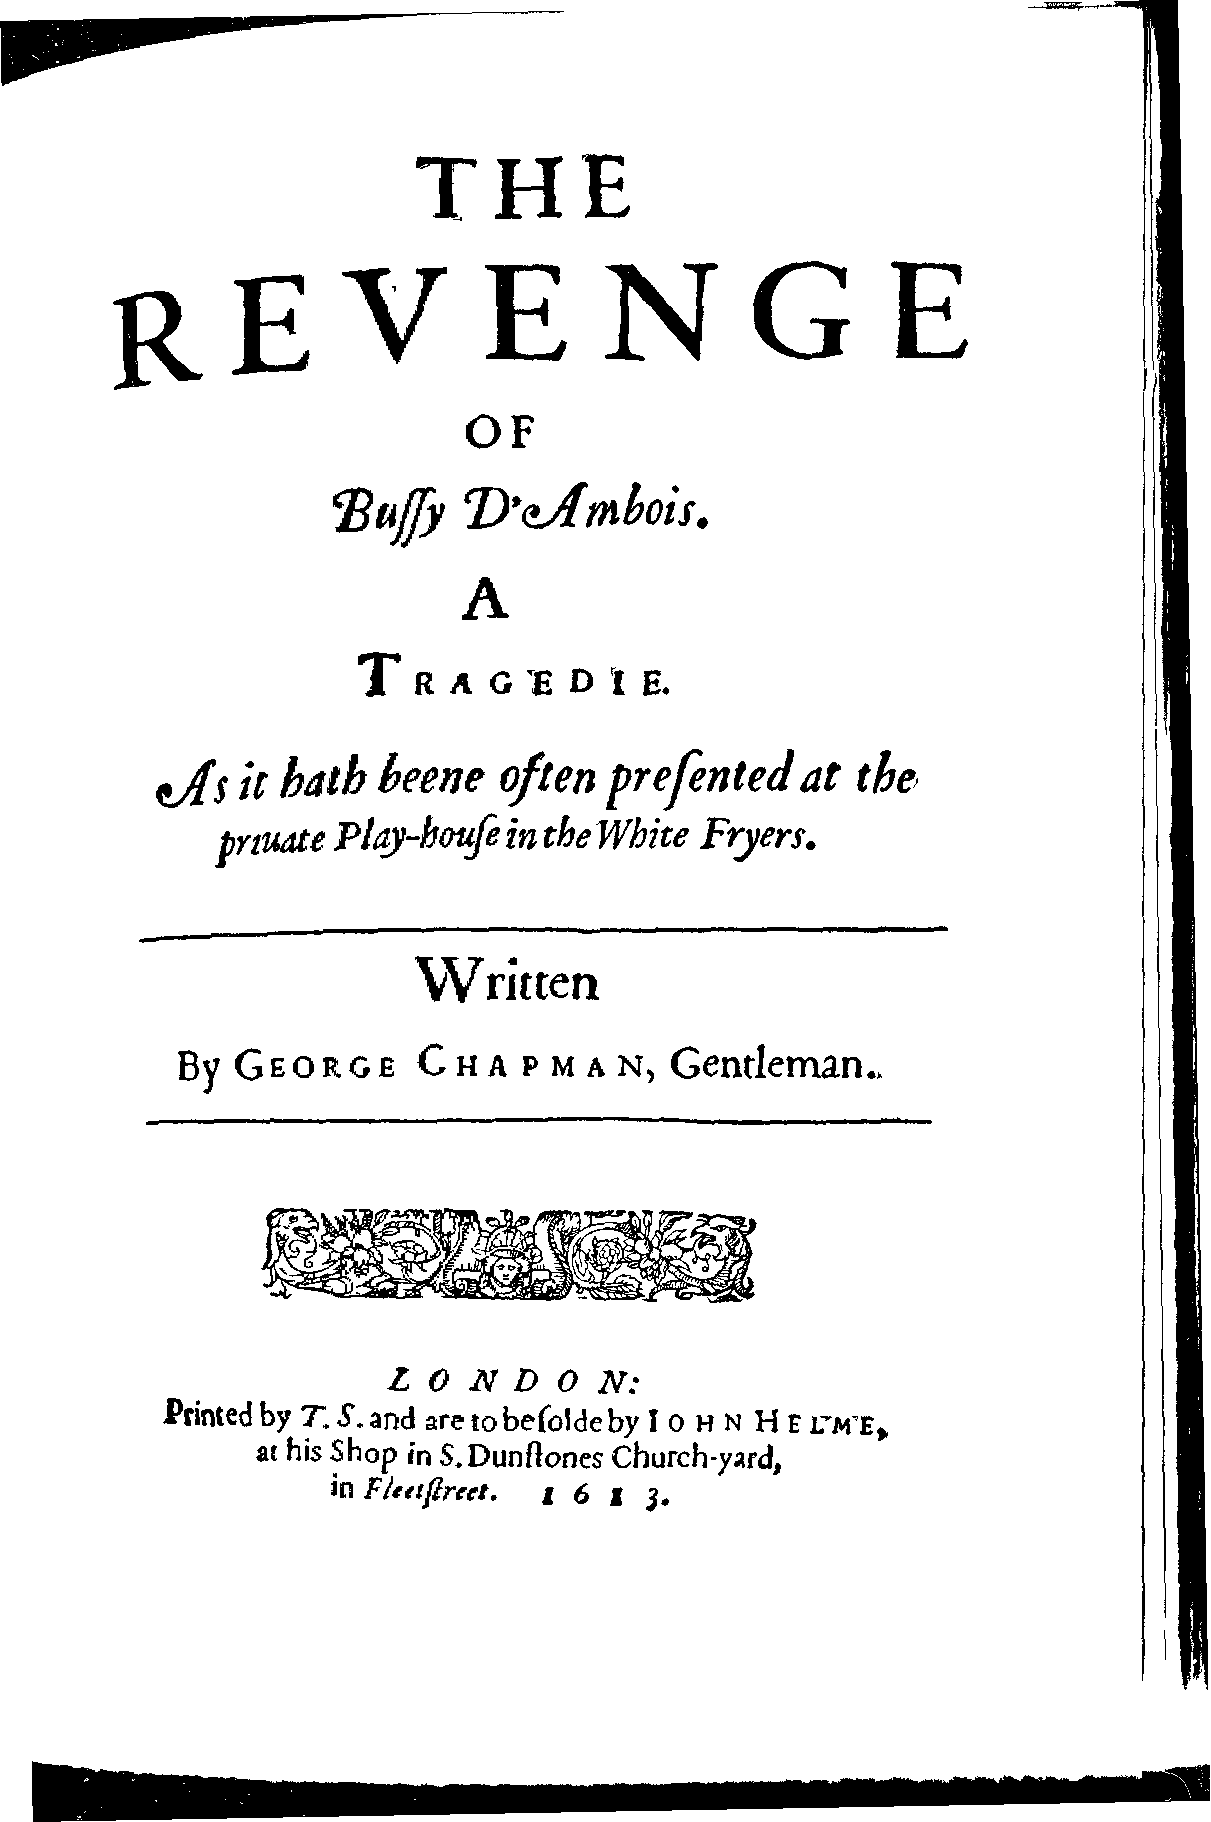 THE
REVENGE
OF
Buſſy D'Ambois.
A
TRAGEDIE.
As it hath beene often preſented at the
priuate Play-houſe in the White Fryers.
Written
By GEORGE CHAPMAN, Gentleman.
LONDON:
Printed by T. S. and are to be ſolde by IOHN HELME,
at his Shop in S. Dunſtones Church-yard,
in Fleetſtreet. 1613.